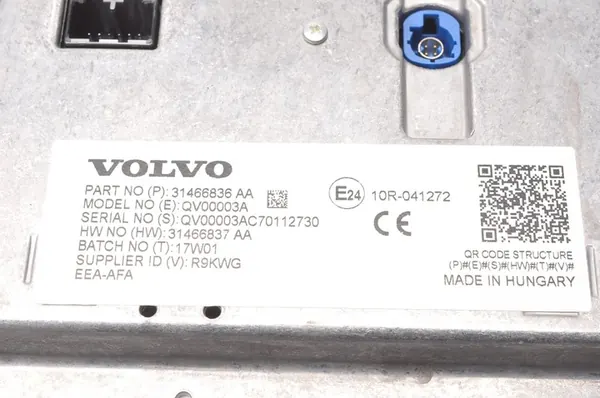 VOLVO
PART NO (P): 31466836 AA
MODEL NO (E): QV00003A
SERIAL NO (S): QV00003AC70112730
HW NO (HW): 31466837 AA
BATCH NO (T): 17W01
SUPPLIER ID (V): R9KWG
EEA-AFA
E24 10R-041272
CE
QR CODE STRUCTURE
(P)#(E)#(S)#(HW)#(T)#(V)#
MADE IN HUNGARY